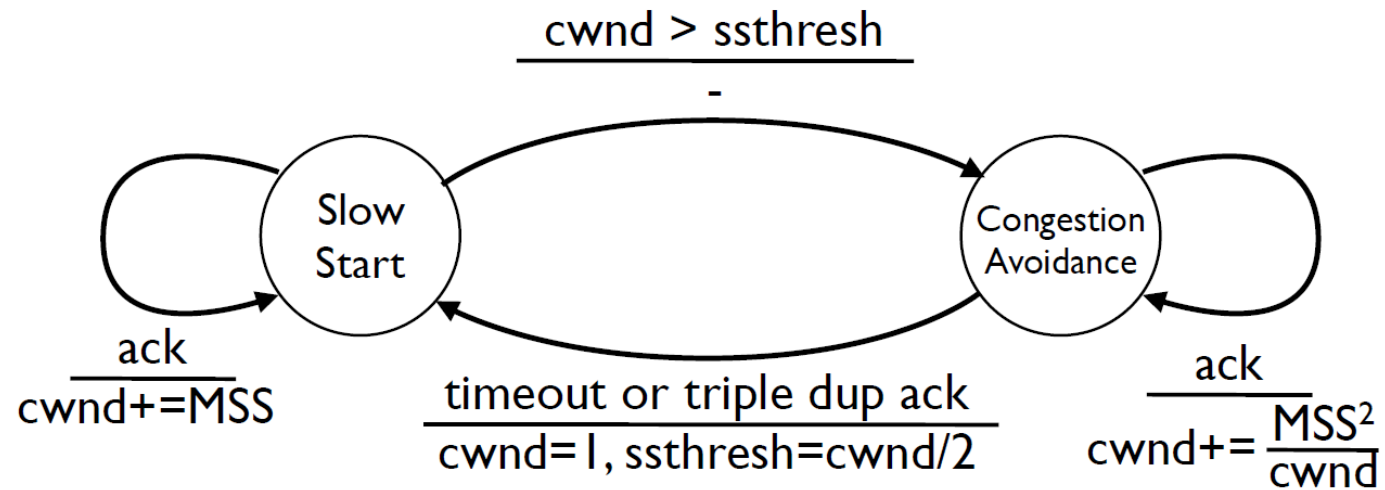 cwnd > ssthresh
-
Slow
Start
Congestion
Avoidance
ack
cwnd+=MSS
timeout or triple dup ack
cwnd=1, ssthresh=cwnd/2
ack
cwnd+= MSS²
cwnd